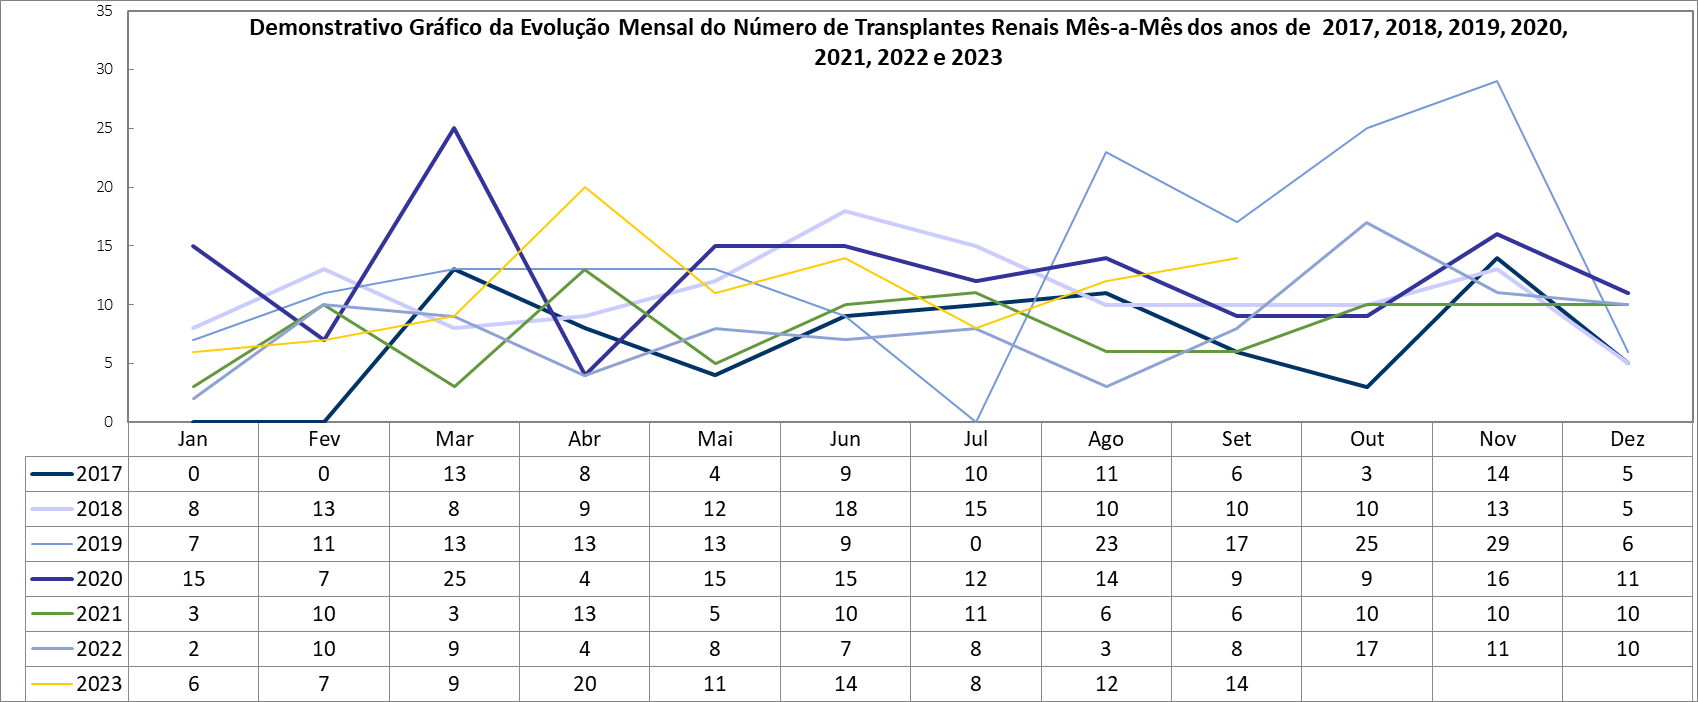 Demonstrativo Gráfico da Evolução Mensal do Número de Transplantes Renais Mês-a-Mês dos anos de 2017, 2018, 2019, 2020,
2021, 2022 e 2023
35
30
25
20
15
10
5
0
Jan Fev Mar Abr Mai Jun Jul Ago Set Out Nov Dez
2017 0 0 13 8 4 9 10 11 6 3 14 5
2018 8 13 8 9 12 18 15 10 10 10 13 5
2019 7 11 13 13 13 9 0 23 17 25 29 6
2020 15 7 25 4 15 15 12 14 9 9 16 11
2021 3 10 3 13 5 10 11 6 6 10 10 10
2022 2 10 9 4 8 7 8 3 8 17 11 10
2023 6 7 9 20 11 14 8 12 14